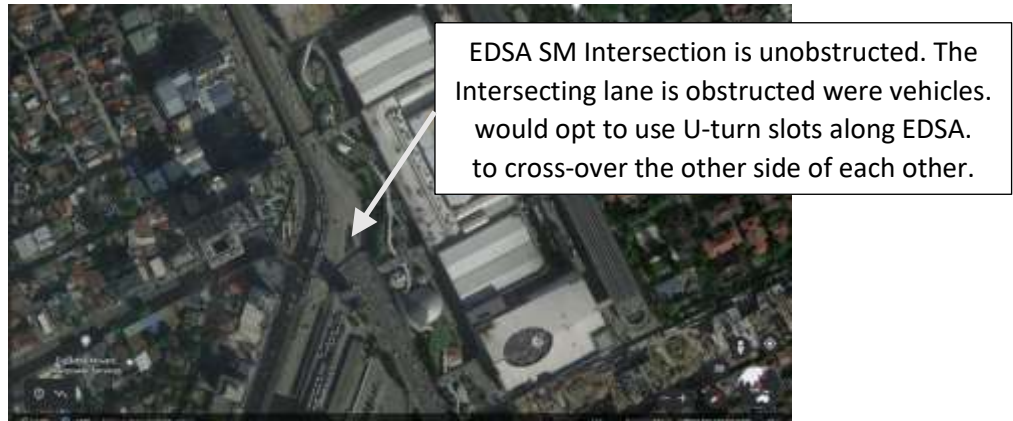 EDSA SM Intersection is unobstructed. The
Intersecting lane is obstructed were vehicles.
would opt to use U-turn slots along EDSA.
to cross-over the other side of each other.